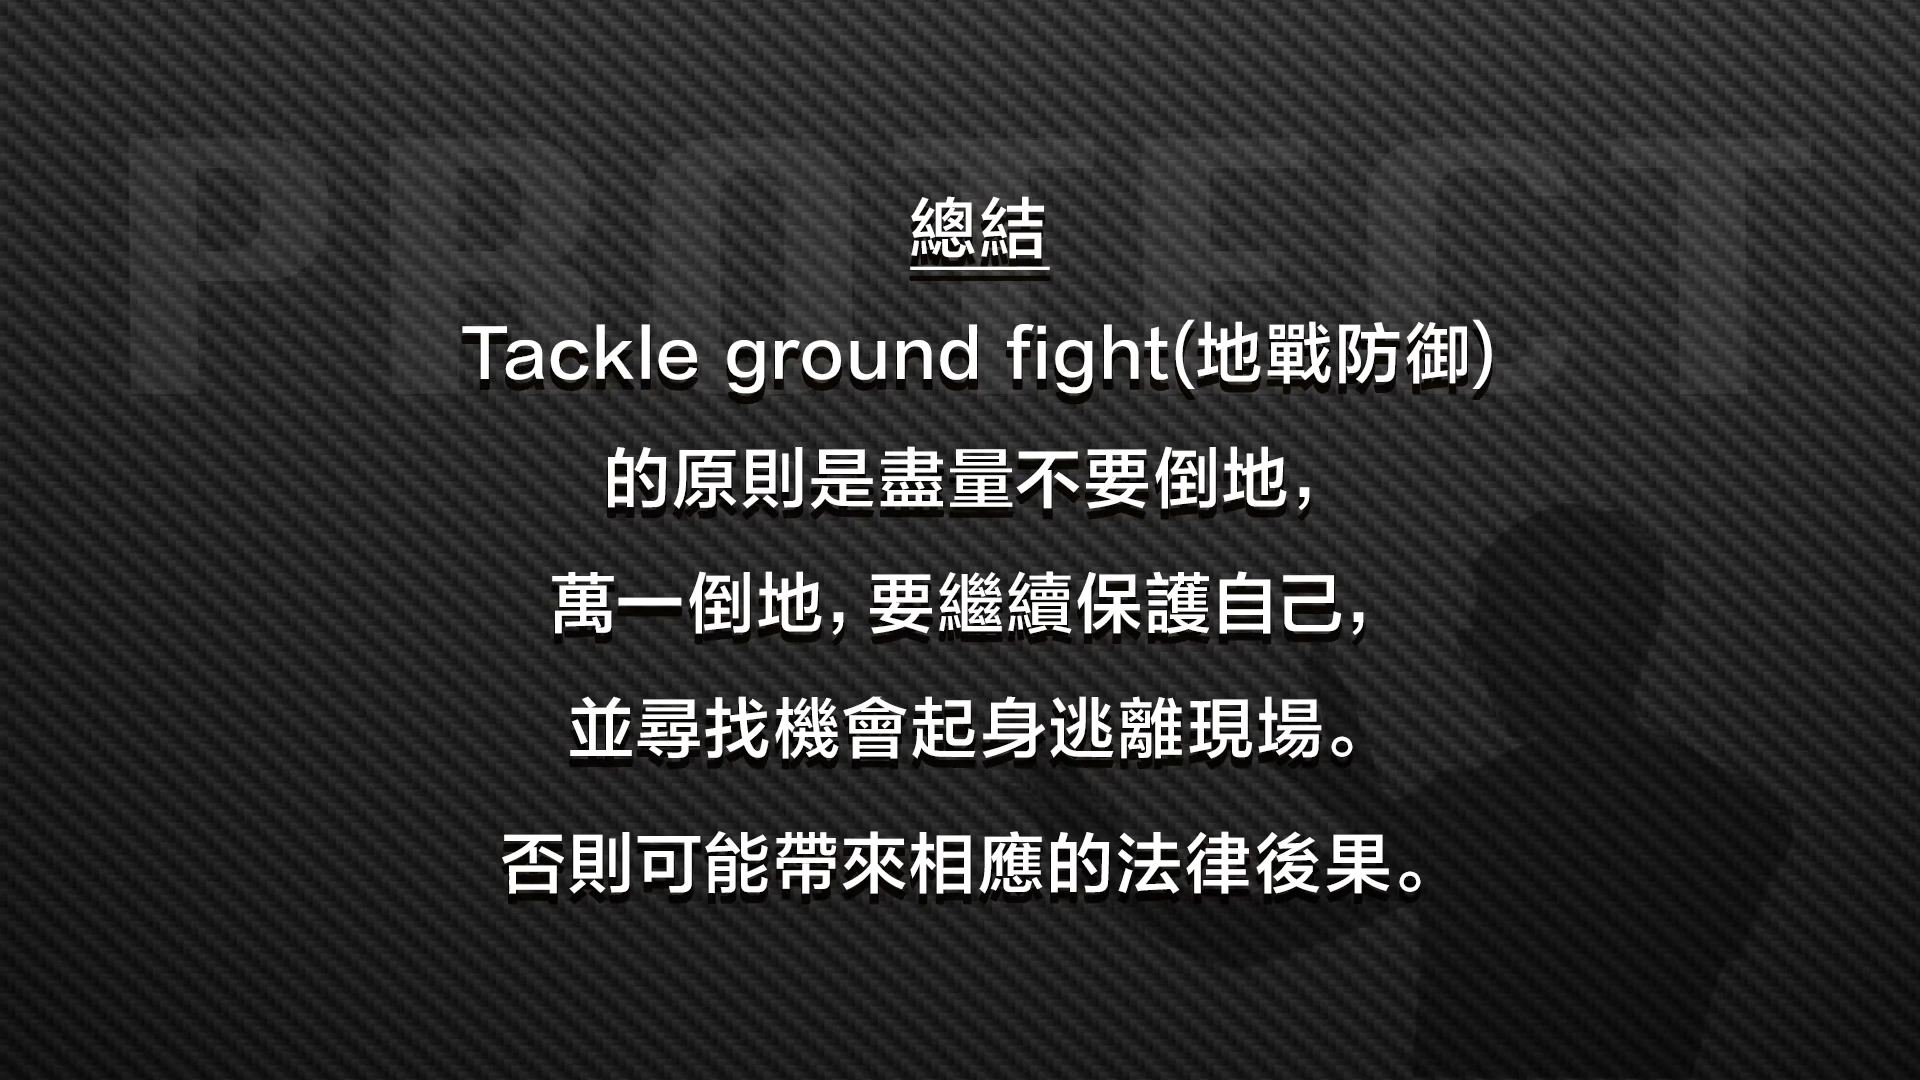 PROTECT
總結
Tackle ground fight(地戰防御)
的原則是盡量不要倒地，
萬一倒地，要繼續保護自己，
並尋找機會起身逃離現場。
否則可能帶來相應的法律後果。